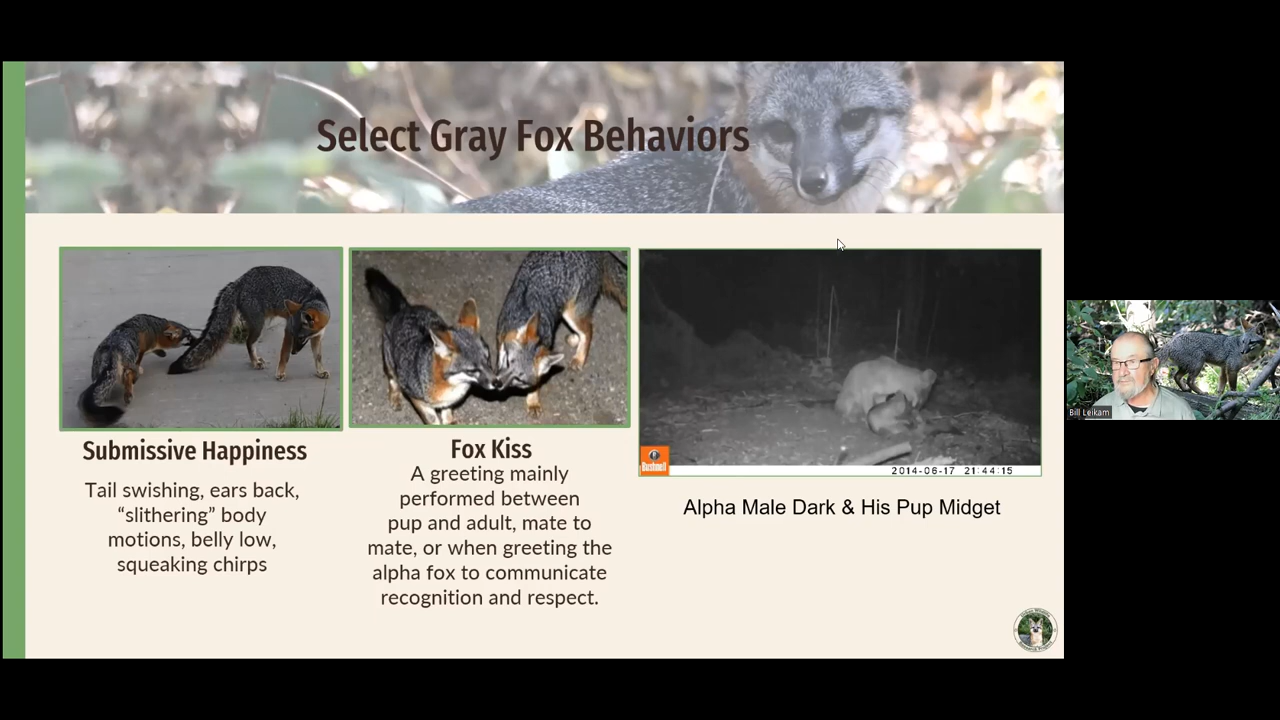 Select Gray Fox Behaviors
Submissive Happiness
Tail swishing, ears back,
“slithering” body
motions, belly low,
squeaking chirps
Fox Kiss
A greeting mainly
performed between
pup and adult, mate to
mate, or when greeting the
alpha fox to communicate
recognition and respect.
Bushnell
2014-06-17 21:44:15
Alpha Male Dark & His Pup Midget
Bill Leikam